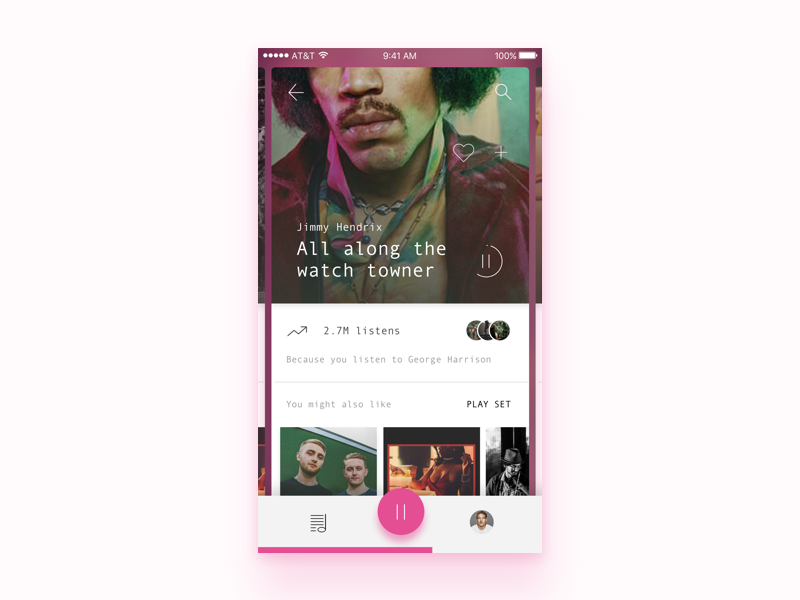 AT&T
9:41 AM
100%
Jimmy Hendrix
All along the
watch towner
2.7M listens
Because you listen to George Harrison
You might also like
PLAY SET